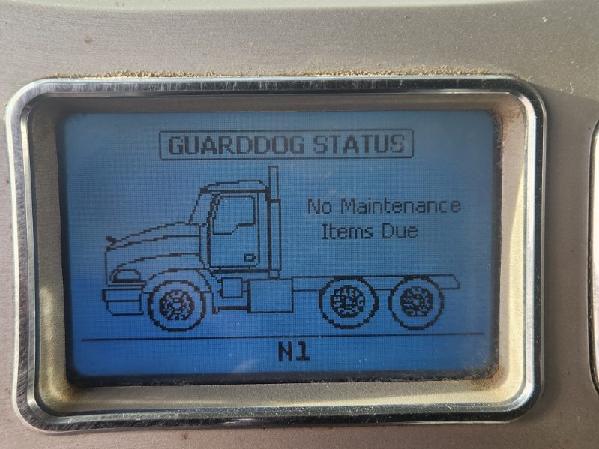 GUARDDOG STATUS
No Maintenance
Items Due
N1